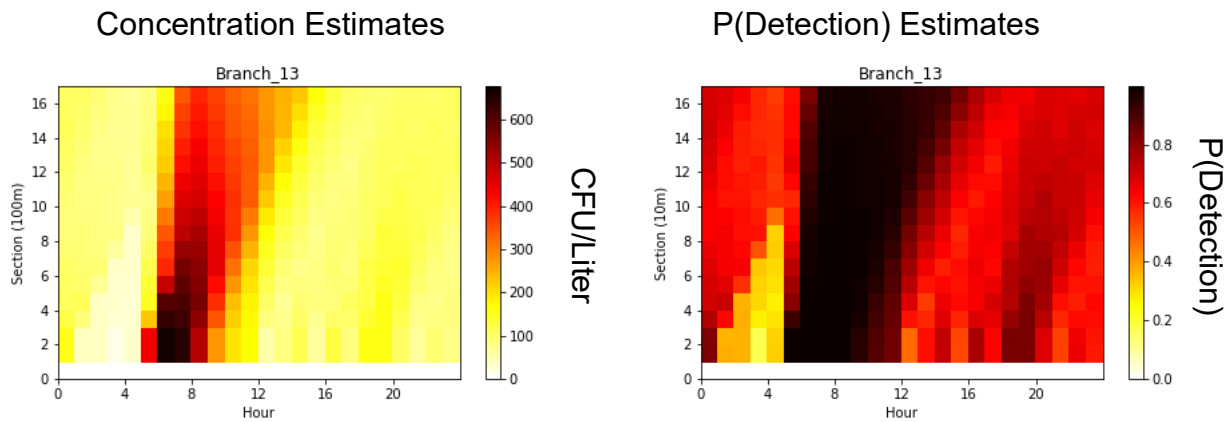 Concentration Estimates
P(Detection) Estimates
Branch_13
Section (100m)
16
14
12
10
8
6
4
2
0
0 4 8 12 16 20
Hour
600
500
400
300
200
100
0
CFU/Liter
Branch_13
Section (10m)
16
14
12
10
8
6
4
2
0
0 4 8 12 16 20
Hour
0.8
0.6
0.4
0.2
0.0
P(Detection)